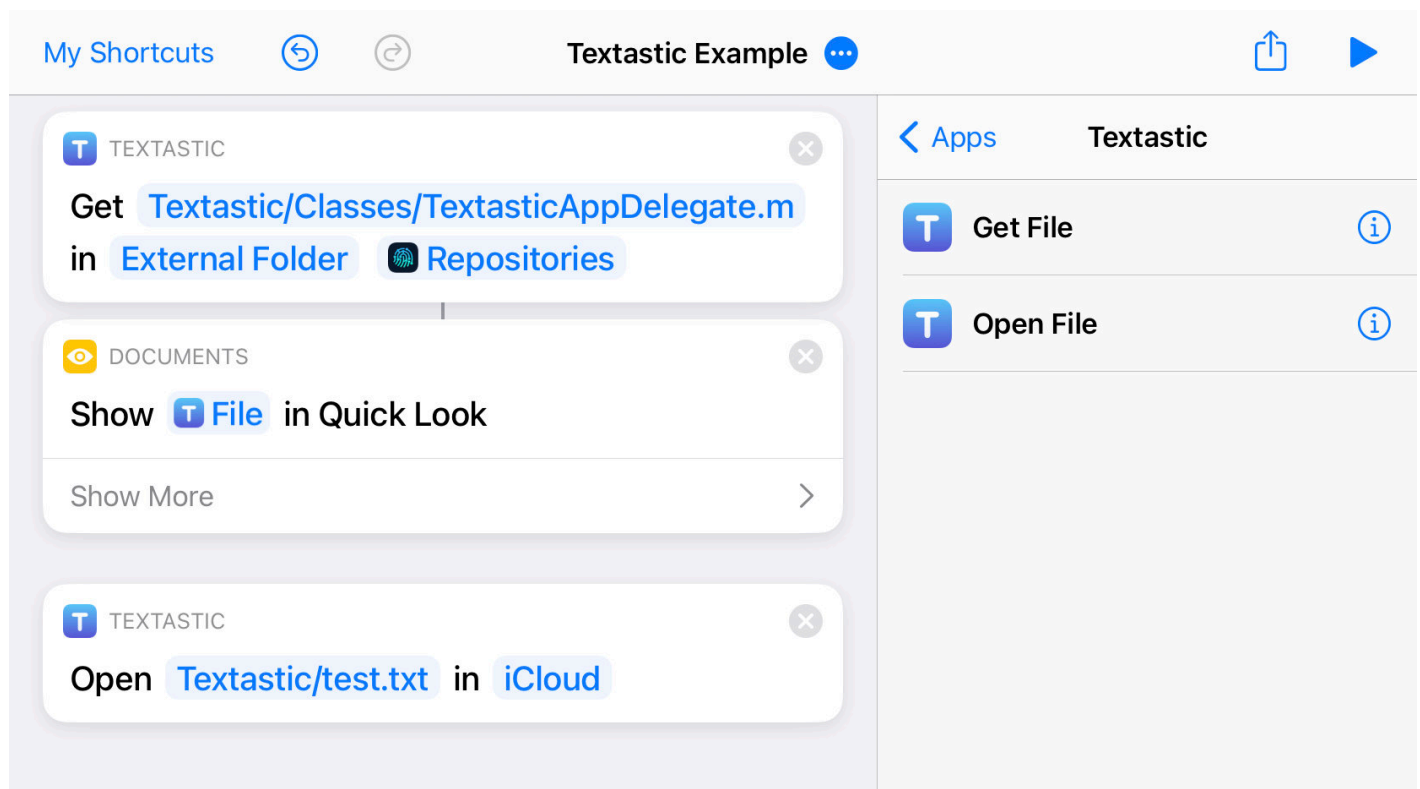 My Shortcuts
Textastic Example
TEXTASTIC
Get Textastic/Classes/TextasticAppDelegate.m
in External Folder Repositories
DOCUMENTS
Show File in Quick Look
Show More
TEXTASTIC
Open Textastic/test.txt in iCloud
Apps
Textastic
Get File
Open File